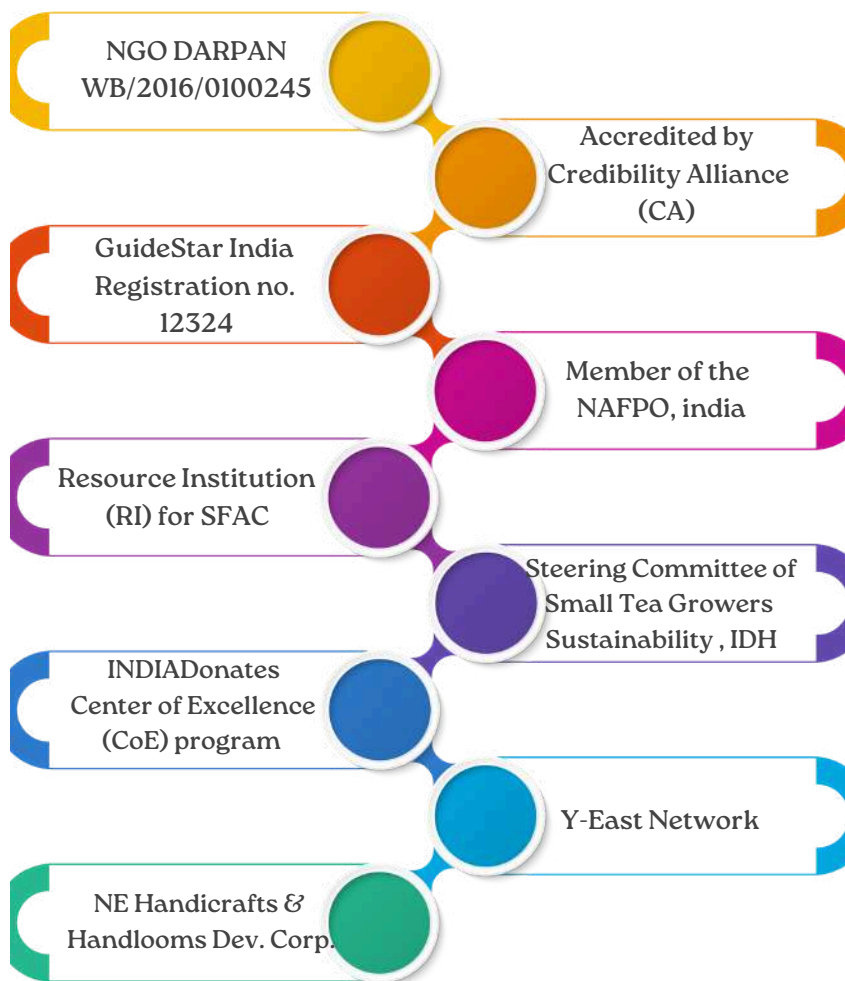 NGO DARPAN
WB/2016/0100245
Accredited by
Credibility Alliance
(CA)
GuideStar India
Registration no.
12324
Member of the
NAFPO, india
Resource Institution
(RI) for SFAC
Steering Committee of
Small Tea Growers
Sustainability , IDH
INDIADonates
Center of Excellence
(CoE) program
Y-East Network
NE Handicrafts &
Handlooms Dev. Corp.